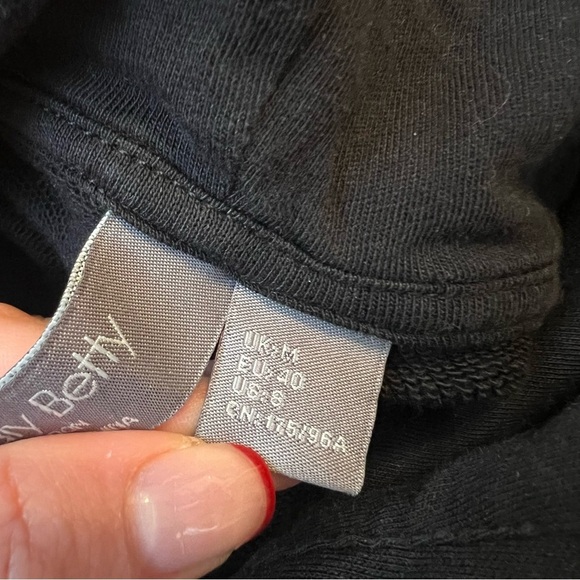 Betty
UK: M
EU: 40
US: 8
CN: 175/96A